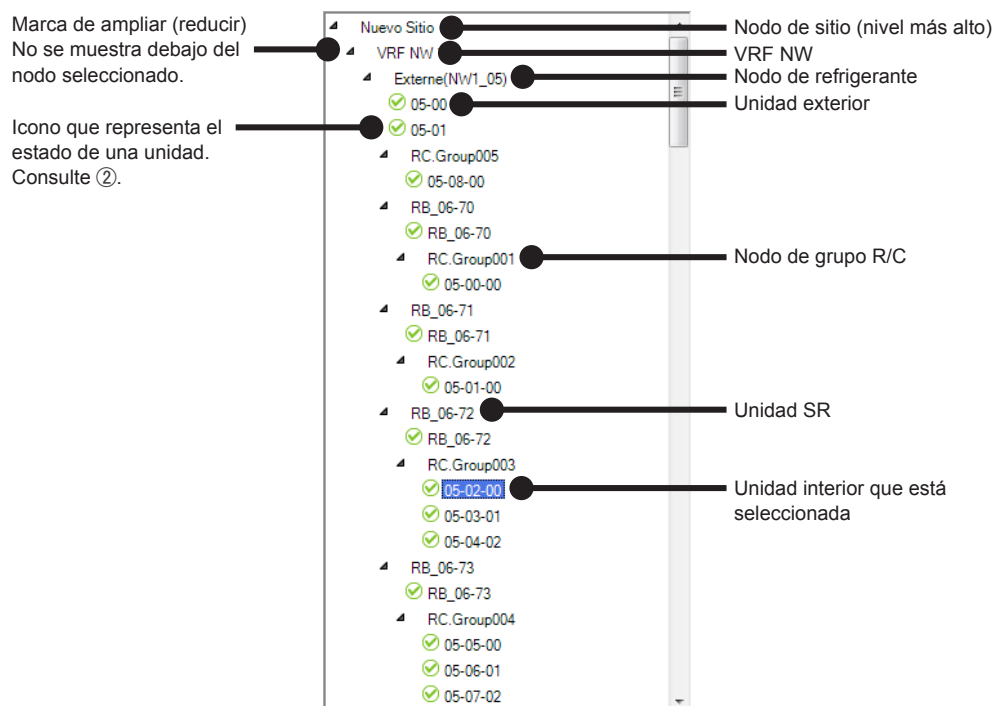 Marca de ampliar (reducir)
No se muestra debajo del
nodo seleccionado.
Icono que representa el
estado de una unidad.
Consulte ②.
Nuevo Sitio
VRF NW
Externe(NW1_05)
05-00
05-01
RC.Group005
05-08-00
RB_06-70
RB_06-70
RC.Group001
05-00-00
RB_06-71
RB_06-71
RC.Group002
05-01-00
RB_06-72
RB_06-72
RC.Group003
05-02-00
05-03-01
05-04-02
RB_06-73
RB_06-73
RC.Group004
05-05-00
05-06-01
05-07-02
Nodo de sitio (nivel más alto)
VRF NW
Nodo de refrigerante
Unidad exterior
Nodo de grupo R/C
Unidad SR
Unidad interior que está
seleccionada